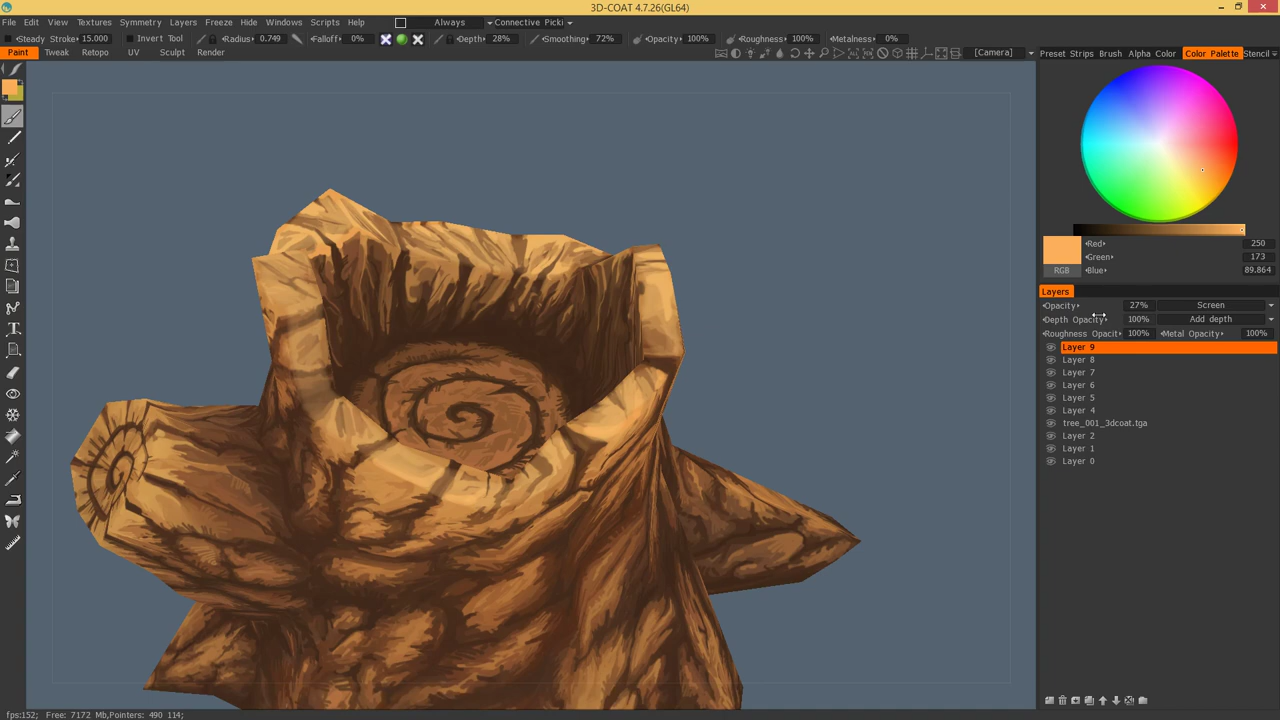 3D-COAT 4.7.26(GL64)
File Edit View Textures Symmetry Layers Freeze Hide Windows Scripts Help Always Connective Picki
Steady Stroke 15.000 Invert Tool Radius 0.749 Falloff 0% Depth 28% Smoothing 72% Opacity 100% Roughness 100% Metalness 0%
Paint Tweak Retopo UV Sculpt Render [Camera] Preset Strips Brush Alpha Color Color Palette Stencil
Red 250
Green 173
RGB Blue 89.864
Layers
Opacity 27% Screen
Depth Opacity 100% Add depth
Roughness Opacit 100% Metal Opacity 100%
Layer 9
Layer 8
Layer 7
Layer 6
Layer 5
Layer 4
tree_001_3dcoat.tga
Layer 2
Layer 1
Layer 0
fps:152; Free: 7172 Mb,Pointers: 490 114;